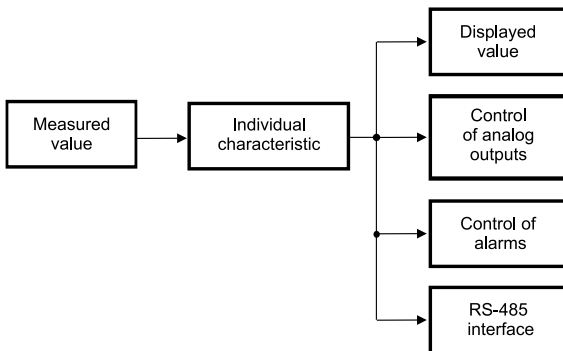 Measured
value
Individual
characteristic
Displayed
value
Control
of analog
outputs
Control of
alarms
RS-485
interface